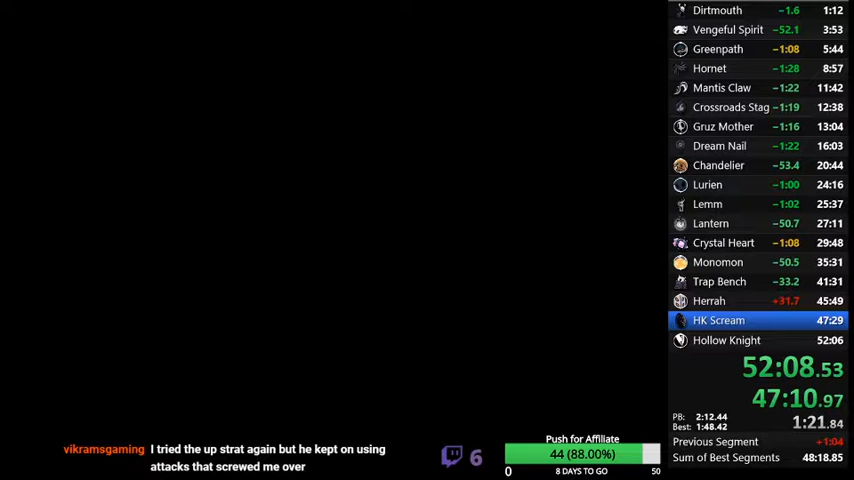 Dirtmouth −1.6 1:12
Vengeful Spirit −52.1 3:53
Greenpath −1:08 5:44
Hornet −1:28 8:57
Mantis Claw −1:22 11:42
Crossroads Stag −1:19 12:38
Gruz Mother −1:16 13:04
Dream Nail −1:22 16:03
Chandelier −53.4 20:44
Lurien −1:00 24:16
Lemm −1:02 25:37
Lantern −50.7 27:11
Crystal Heart −1:08 29:48
Monomon −50.5 35:31
Trap Bench −33.2 41:31
Herrah +31.7 45:49
HK Scream 47:29
Hollow Knight 52:06
52:08.53
47:10.97
PB: 2:12.44
Best: 1:48.42
1:21.84
Previous Segment +1:04
Sum of Best Segments 48:18.85
vikramsgaming I tried the up strat again but he kept on using
attacks that screwed me over
6
Push for Affiliate
44 (88.00%)
0 8 DAYS TO GO 50